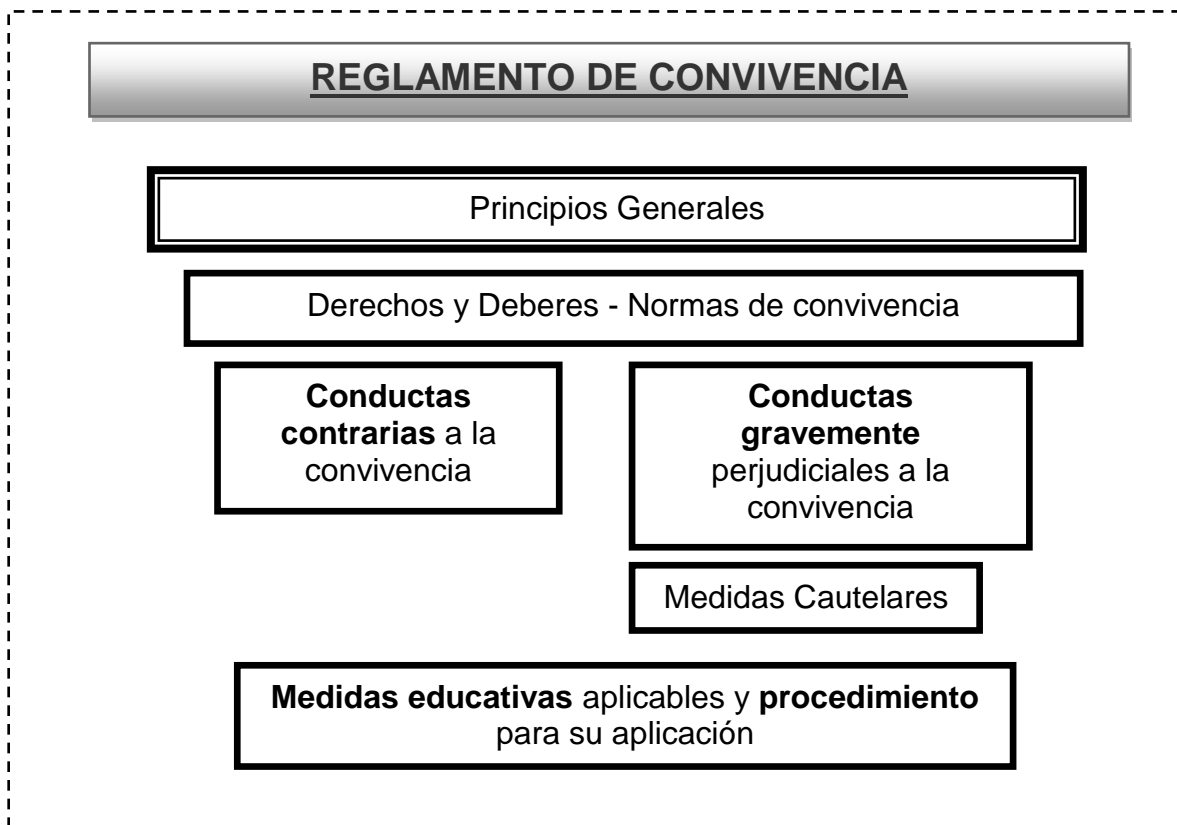 REGLAMENTO DE CONVIVENCIA
Principios Generales
Derechos y Deberes - Normas de convivencia
Conductas
contrarias a la
convivencia
Conductas
gravemente
perjudiciales a la
convivencia
Medidas Cautelares
Medidas educativas aplicables y procedimiento
para su aplicación